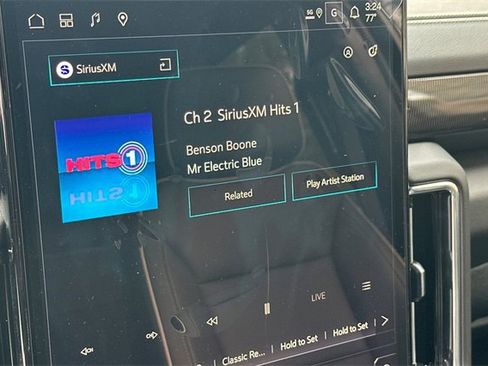 5G
G
3:24
77°
SiriusXM
Ch 2 SiriusXM Hits 1
HITS 1
Benson Boone
Mr Electric Blue
Related
Play Artist Station
LIVE
Classic Re...
Hold to Set
Hold to Set